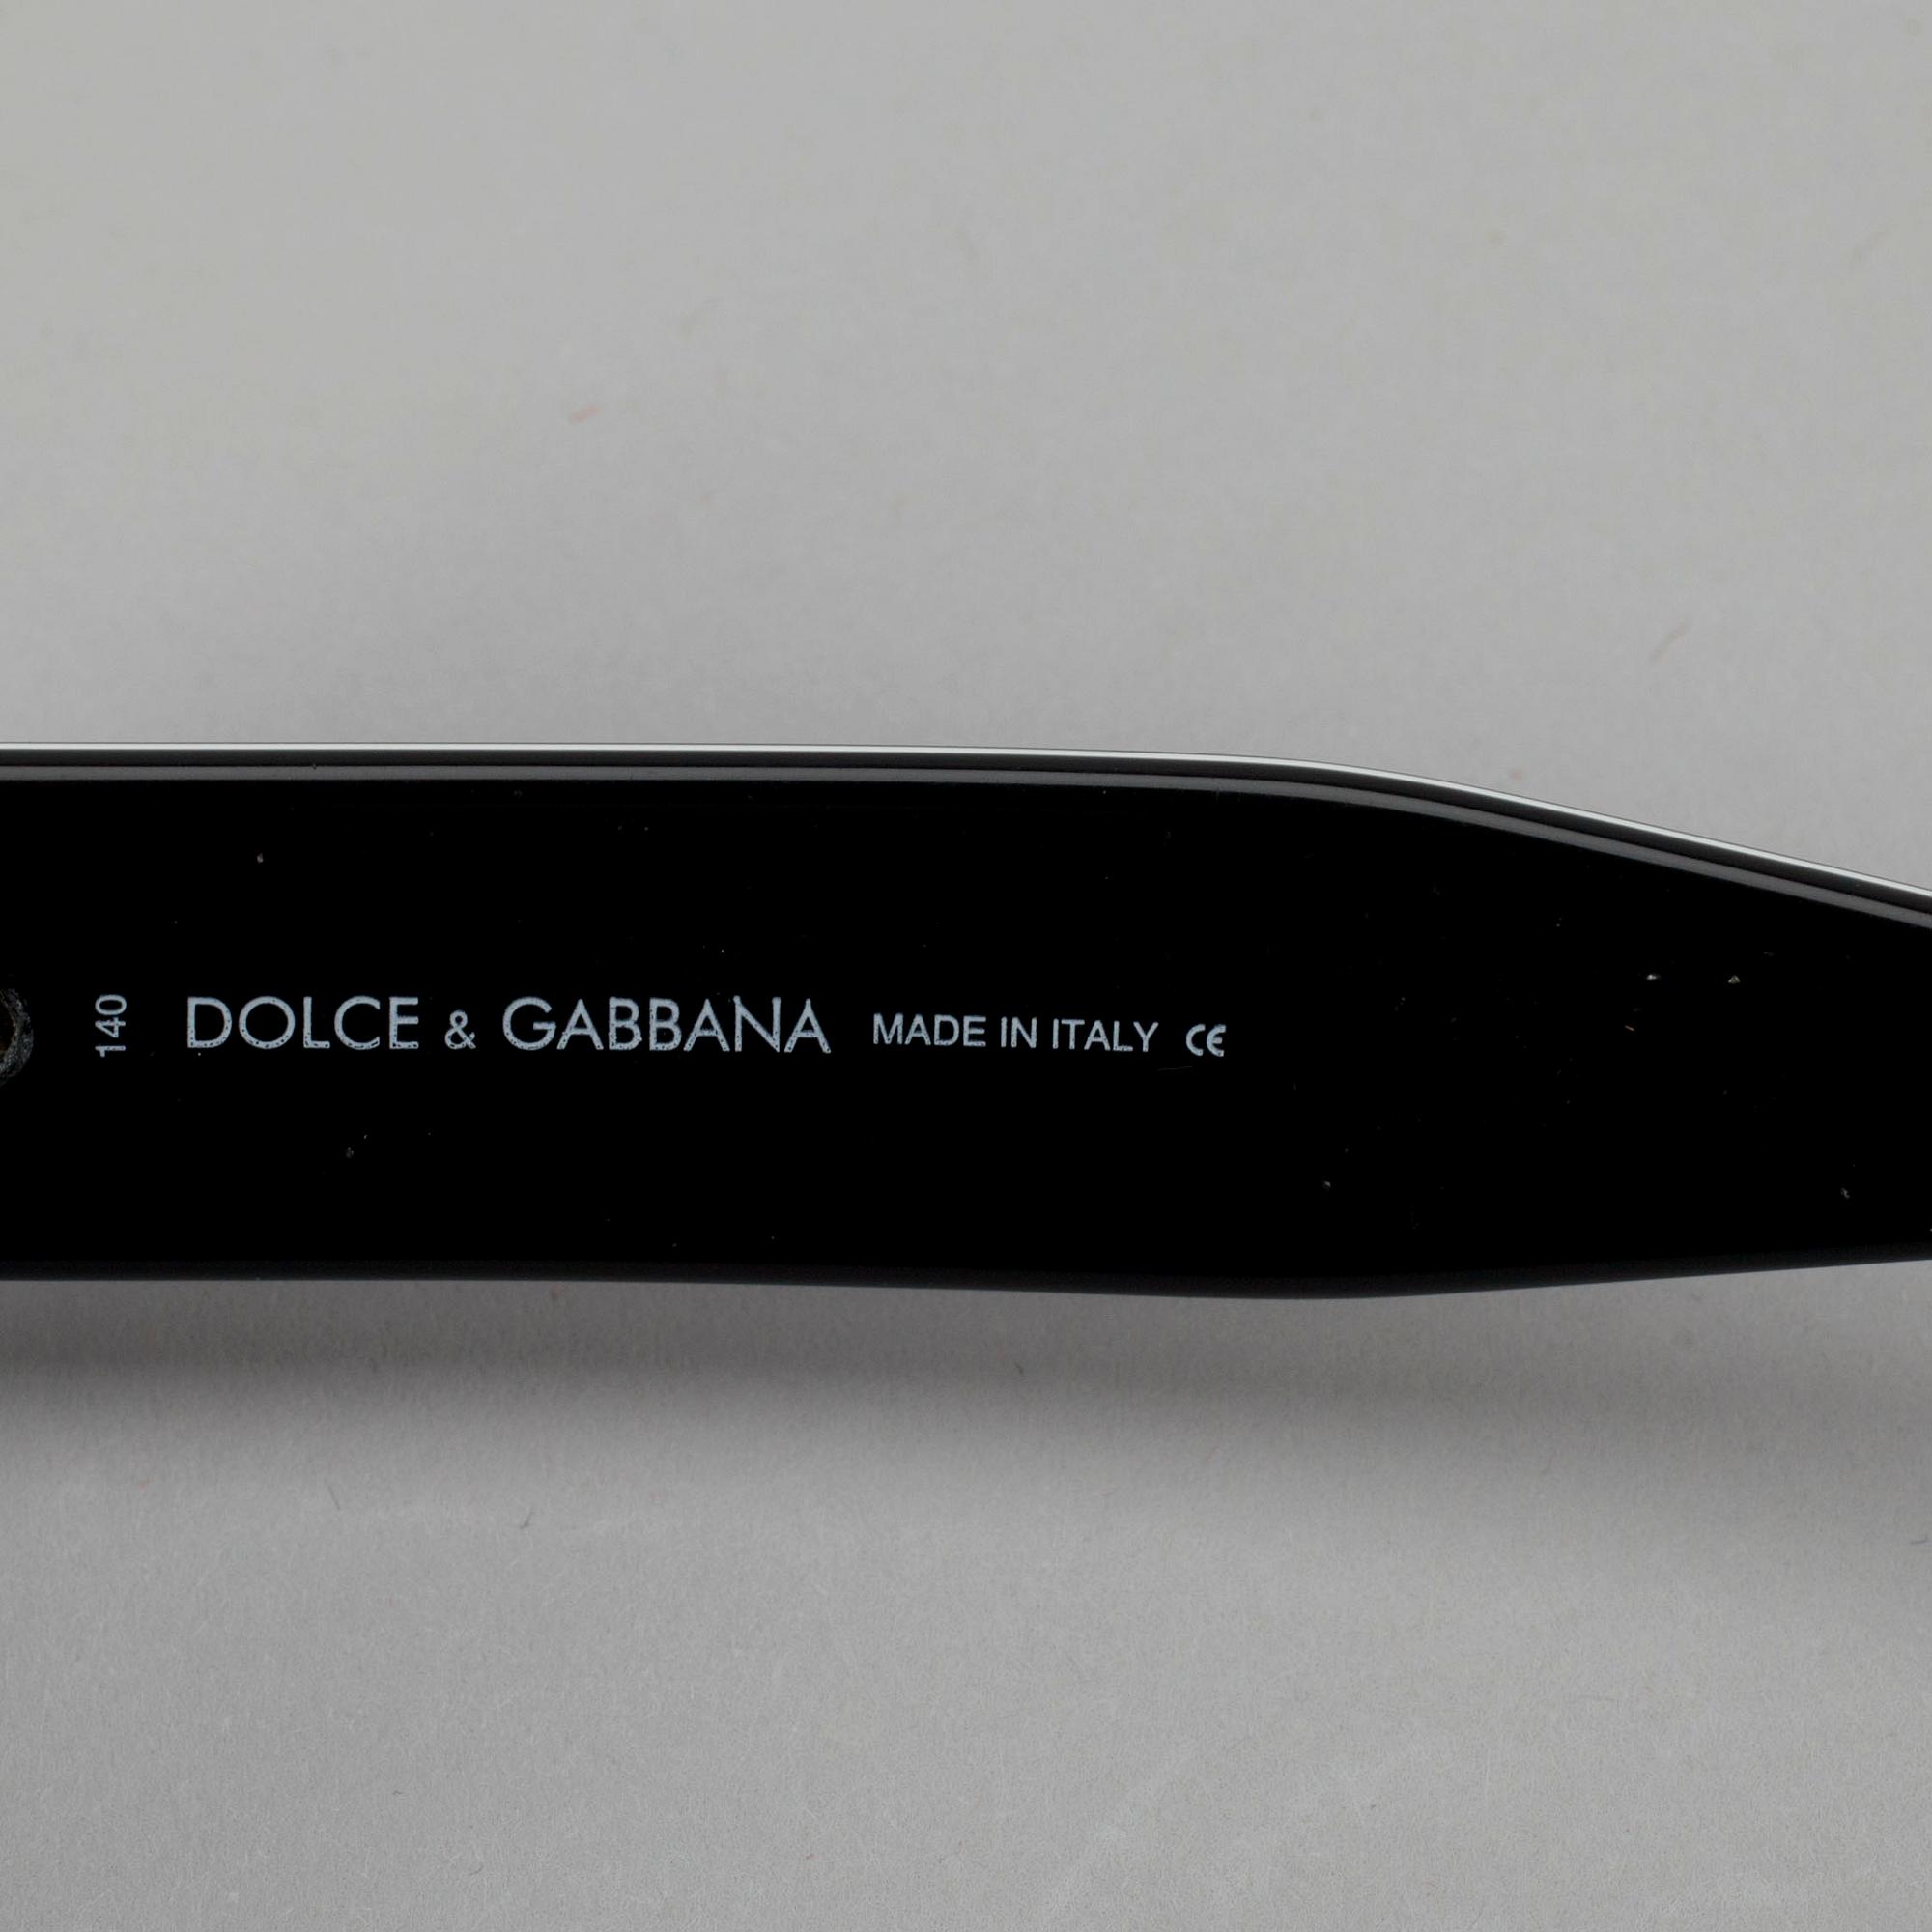 140
DOLCE & GABBANA MADE IN ITALY CE